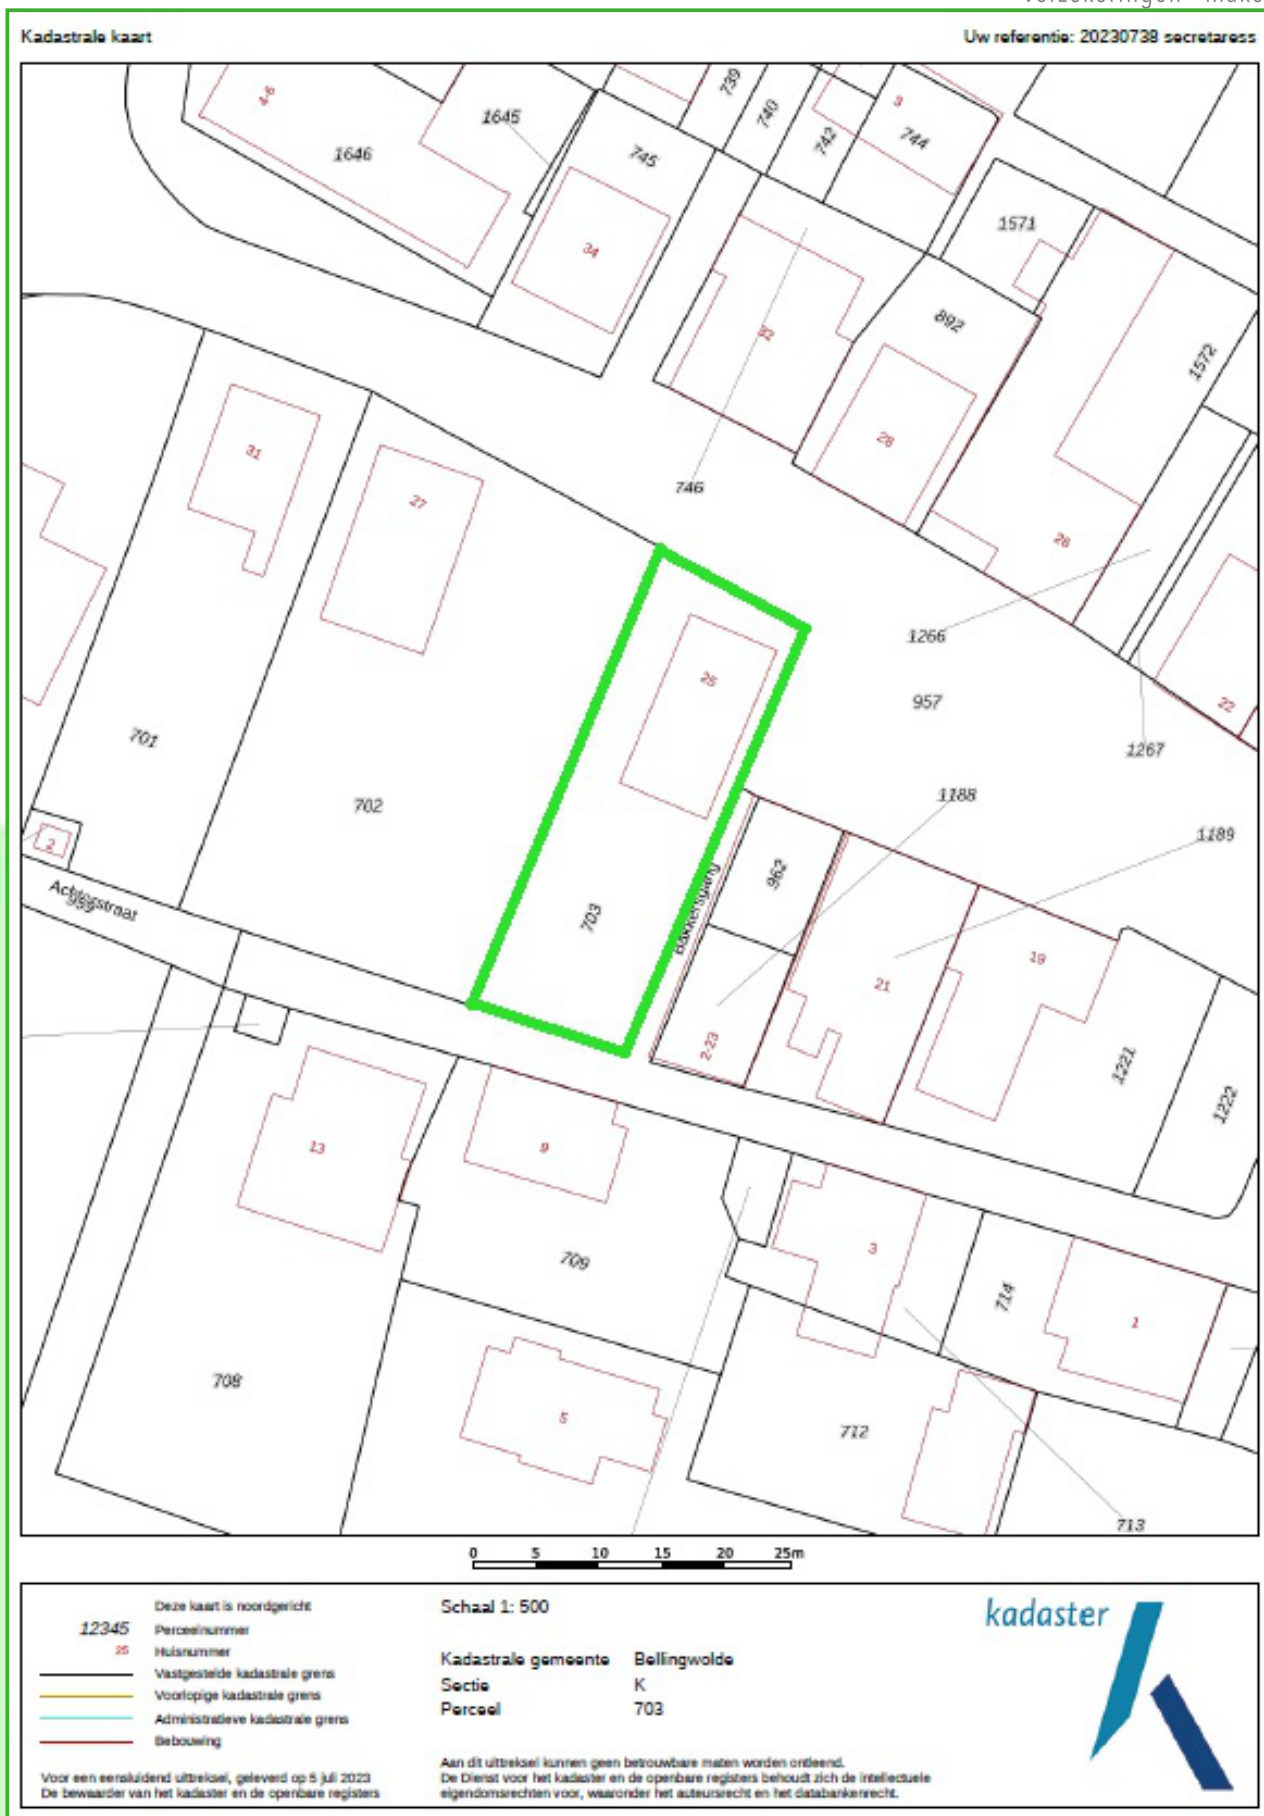 Kadastrale kaart
Uw referentie: 20230738 secretaress
4-6
1645
1646
745
34
739
740
742
9
744
1571
32
892
1572
28
31
27
746
26
1266
25
957
22
1267
701
702
1188
1189
2
962
Achterstraat
703
Bakkersgang
19
21
2-23
1221
1222
13
9
3
709
714
1
708
5
712
713
0 5 10 15 20 25m
Deze kaart is noordgericht
12345 Perceelnummer
25 Huisnummer
Vastgestelde kadastrale grens
Voorlopige kadastrale grens
Administratieve kadastrale grens
Bebouwing
Voor een eensluidend uittreksel, geleverd op 5 juli 2023
De bewaarder van het kadaster en de openbare registers
Schaal 1: 500
Kadastrale gemeente Bellingwolde
Sectie K
Perceel 703
Aan dit uittreksel kunnen geen betrouwbare maten worden ontleend.
De Dienst voor het kadaster en de openbare registers behoudt zich de intellectuele
eigendomsrechten voor, waaronder het auteursrecht en het databankenrecht.
kadaster